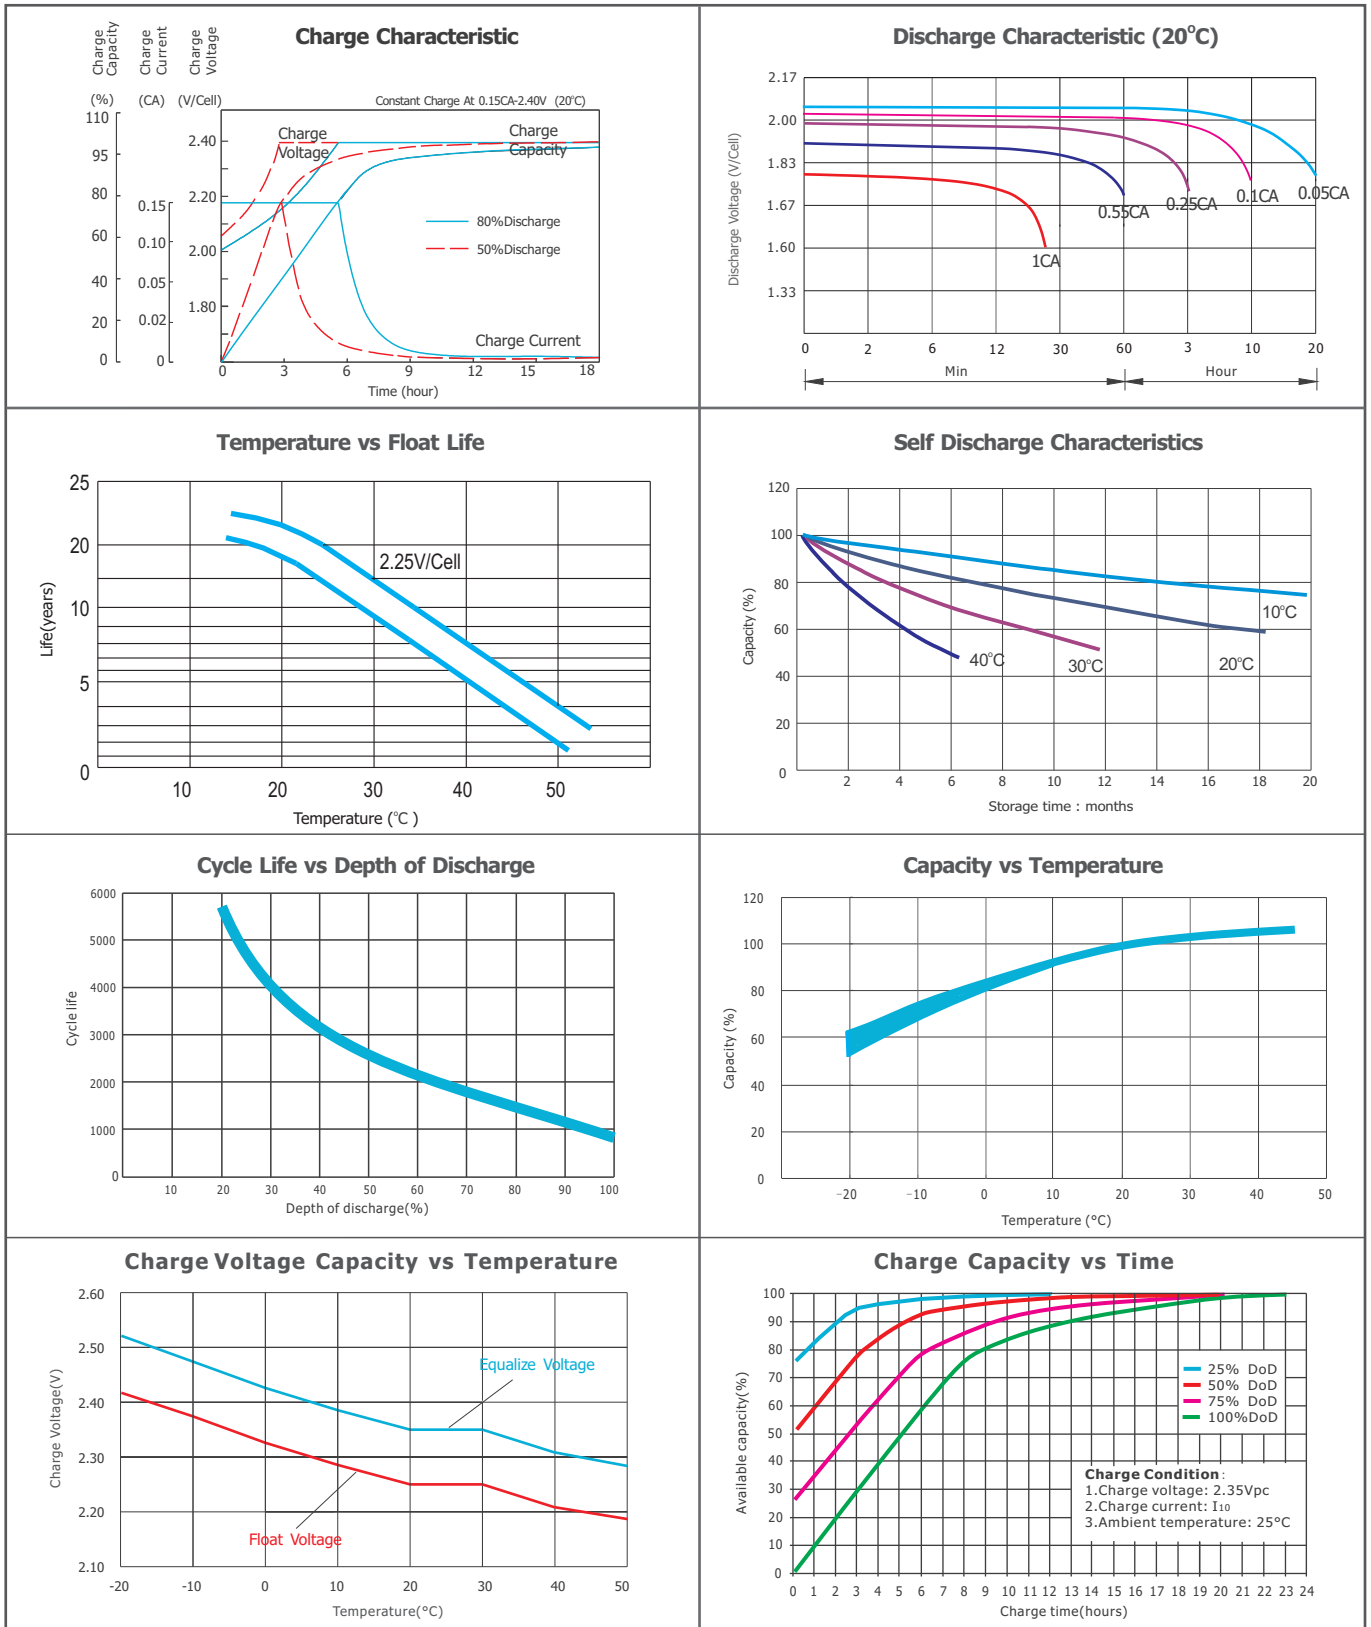 Charge Characteristic
Charge
Capacity
Charge
Current
Charge
Voltage
(%)
(CA)
(V/Cell)
Constant Charge At 0.15CA-2.40V (20°C)
110
95
80
60
40
20
0
0.15
0.10
0.05
0.02
0
2.40
2.20
2.00
1.80
Charge
Voltage
Charge
Capacity
80%Discharge
50%Discharge
Charge Current
0 3 6 9 12 15 18
Time (hour)
Discharge Characteristic (20°C)
Discharge Voltage (V/Cell)
2.17
2.00
1.83
1.67
1.60
1.33
1CA
0.55CA
0.25CA
0.1CA
0.05CA
0 2 6 12 30 60 3 10 20
Min
Hour
Temperature vs Float Life
Life(years)
25
20
10
5
0
2.25V/Cell
10 20 30 40 50
Temperature (°C )
Self Discharge Characteristics
Capacity (%)
120
100
80
60
40
20
0
40°C
30°C
20°C
10°C
2 4 6 8 10 12 14 16 18 20
Storage time : months
Cycle Life vs Depth of Discharge
Cycle life
6000
5000
4000
3000
2000
1000
0
10 20 30 40 50 60 70 80 90 100
Depth of discharge(%)
Capacity vs Temperature
Capacity (%)
120
100
80
60
40
20
0
-20 -10 0 10 20 30 40 50
Temperature (°C)
Charge Voltage Capacity vs Temperature
Charge Voltage(V)
2.60
2.50
2.40
2.30
2.20
2.10
Equalize Voltage
Float Voltage
-20 -10 0 10 20 30 40 50
Temperature(°C)
Charge Capacity vs Time
Available capacity(%)
100
90
80
70
60
50
40
30
20
10
0
25% DoD
50% DoD
75% DoD
100%DoD
Charge Condition:
1.Charge voltage: 2.35Vpc
2.Charge current: I10
3.Ambient temperature: 25°C
0 1 2 3 4 5 6 7 8 9 10 11 12 13 14 15 16 17 18 19 20 21 22 23 24
Charge time(hours)